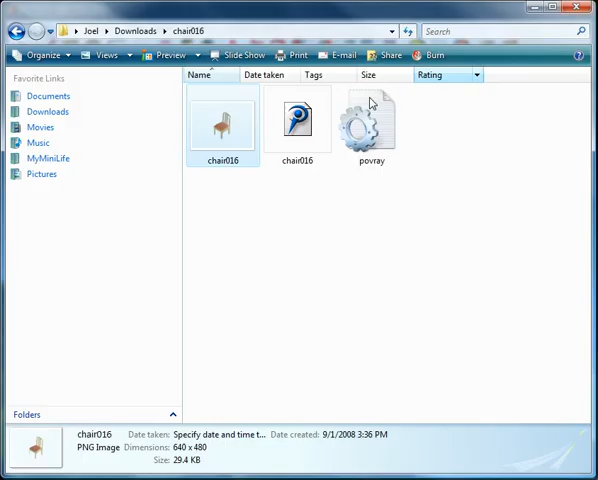 Joel Downloads chair016
Search
Organize Views Preview Slide Show Print E-mail Share Burn
Favorite Links
Name Date taken Tags Size Rating
Documents
Downloads
Movies
Music
MyMiniLife
Pictures
chair016 chair016 povray
Folders
chair016 Date taken: Specify date and time t... Date created: 9/1/2008 3:36 PM
PNG Image Dimensions: 640 x 480
Size: 29.4 KB